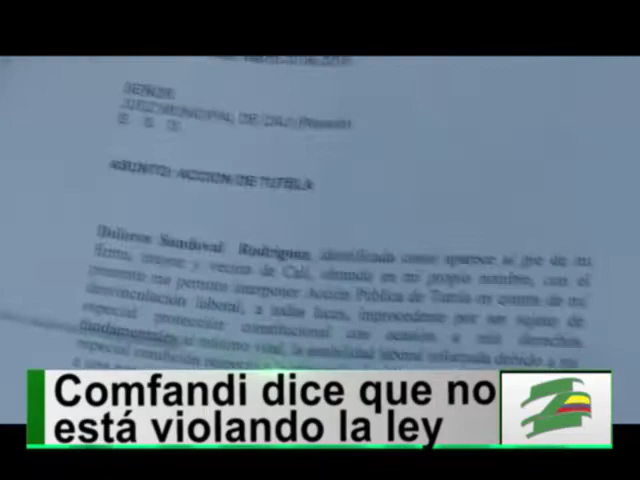 SEÑOR
JUEZ MUNICIPAL DE CALI (Reparto)
E. S. D.
ASUNTO: ACCION DE TUTELA
Dolores Sandoval Rodríguez, identificada como aparece al pie de mi
firma, mayor y vecina de Cali, obrando en mi propio nombre, con el
presente me permito interponer Acción Pública de Tutela en contra de mi
desvinculación laboral, a todas luces, improcedente por ser sujeto de
especial protección constitucional con ocasión a mis derechos
fundamentales al mínimo vital, la estabilidad laboral reforzada debido a mi
especial condición
Comfandi dice que no
está violando la ley